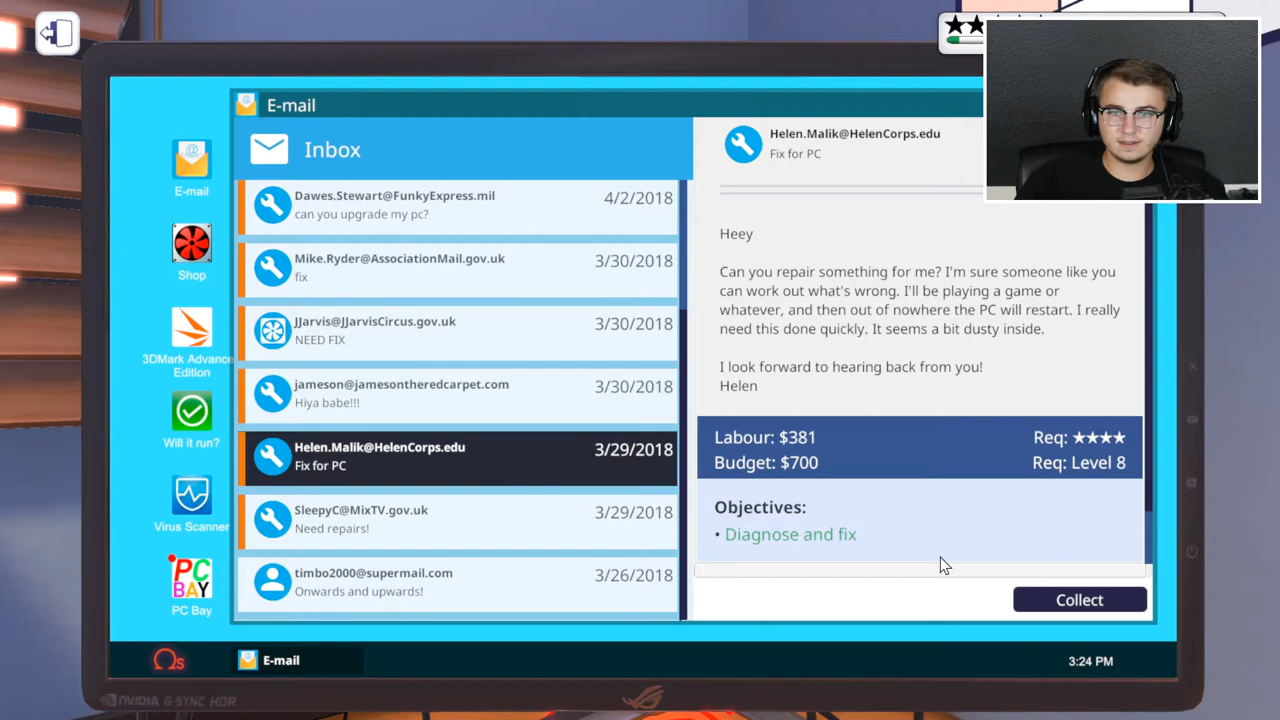 E-mail
Inbox
E-mail
Shop
3DMark Advance
Edition
Will it run?
Virus Scanner
PC
BAY
PC Bay
Dawes.Stewart@FunkyExpress.mil
4/2/2018
can you upgrade my pc?
Mike.Ryder@AssociationMail.gov.uk
3/30/2018
fix
JJarvis@JJarvisCircus.gov.uk
3/30/2018
NEED FIX
jameson@jamesontheredcarpet.com
3/30/2018
Hiya babe!!!
Helen.Malik@HelenCorps.edu
3/29/2018
Fix for PC
SleepyC@MixTV.gov.uk
3/29/2018
Need repairs!
timbo2000@supermail.com
3/26/2018
Onwards and upwards!
Helen.Malik@HelenCorps.edu
Fix for PC
Heey
Can you repair something for me? I'm sure someone like you
can work out what's wrong. I'll be playing a game or
whatever, and then out of nowhere the PC will restart. I really
need this done quickly. It seems a bit dusty inside.
I look forward to hearing back from you!
Helen
Labour: $381
Req: ★★★★
Budget: $700
Req: Level 8
Objectives:
• Diagnose and fix
Collect
Ωs
E-mail
3:24 PM
NVIDIA G-SYNC HDR